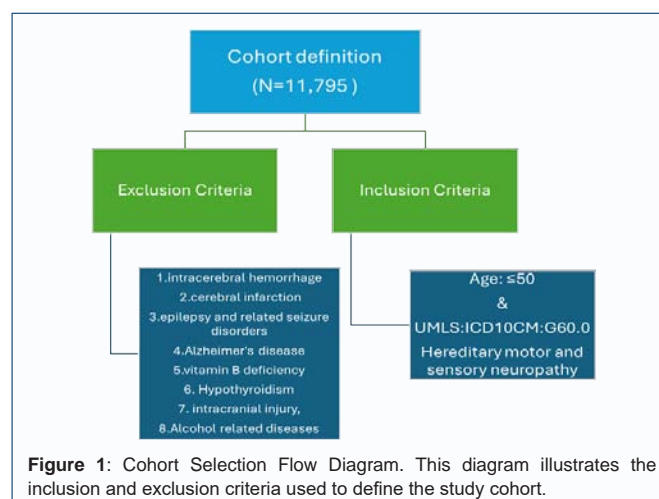 Cohort definition
(N=11,795 )
Exclusion Criteria
Inclusion Criteria
1.intracerebral hemorrhage
2.cerebral infarction
3.epilepsy and related seizure
disorders
4.Alzheimer's disease
5.vitamin B deficiency
6. Hypothyroidism
7. intracranial injury,
8.Alcohol related diseases
Age: ≤50
&
UMLS:ICD10CM:G60.0
Hereditary motor and
sensory neuropathy
Figure 1: Cohort Selection Flow Diagram. This diagram illustrates the
inclusion and exclusion criteria used to define the study cohort.